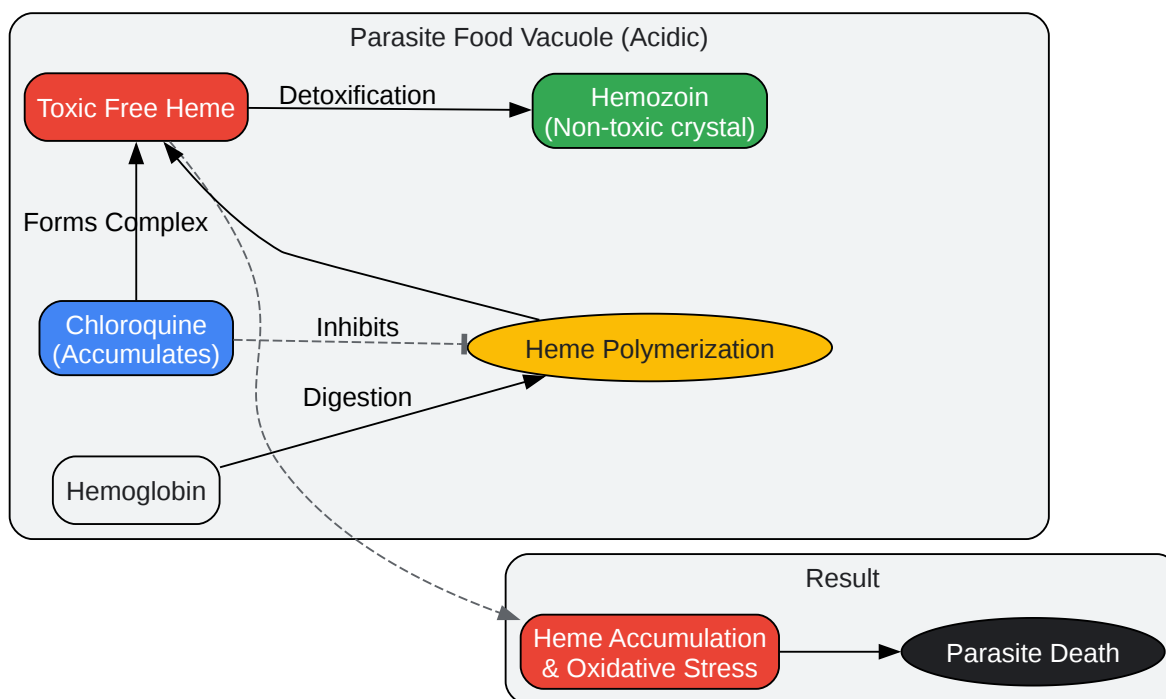 Parasite Food Vacuole (Acidic)
Toxic Free Heme
Detoxification
Hemozoin
(Non-toxic crystal)
Forms Complex
Chloroquine
(Accumulates)
Inhibits
Heme Polymerization
Digestion
Hemoglobin
Result
Heme Accumulation
& Oxidative Stress
Parasite Death